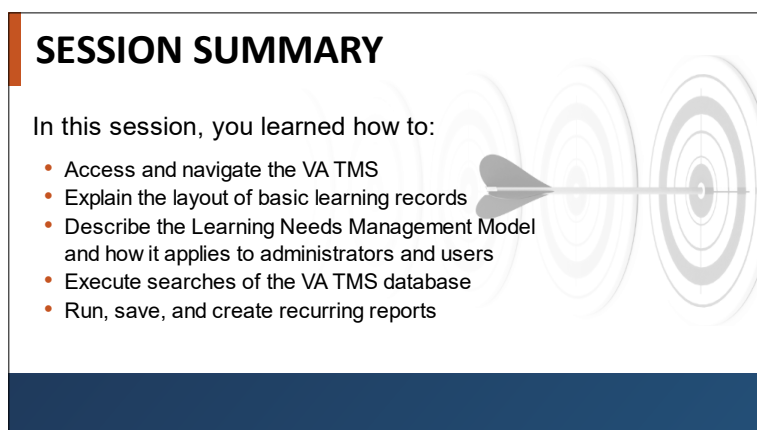 SESSION SUMMARY
In this session, you learned how to:
• Access and navigate the VA TMS
• Explain the layout of basic learning records
• Describe the Learning Needs Management Model
and how it applies to administrators and users
• Execute searches of the VA TMS database
• Run, save, and create recurring reports